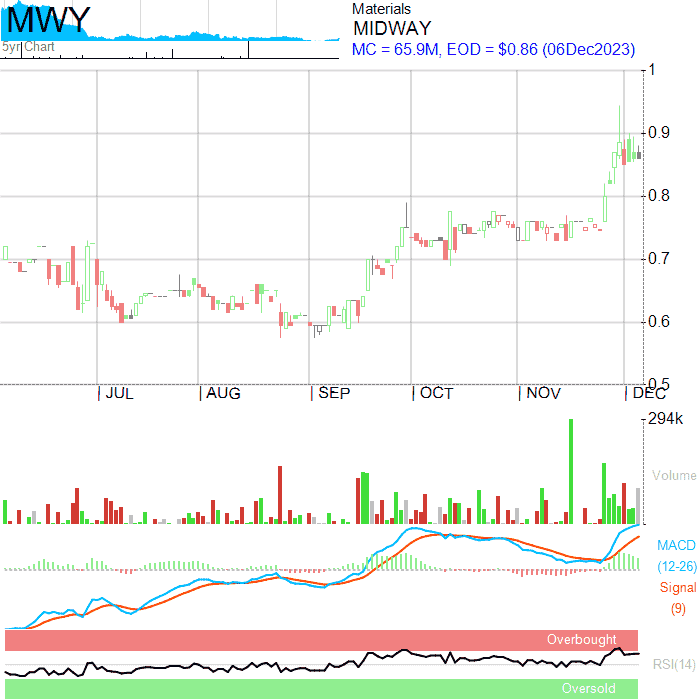 MWY
5yr Chart
Materials
MIDWAY
MC = 65.9M, EOD = $0.86 (06Dec2023)
1
0.9
0.8
0.7
0.6
0.5
JUL AUG SEP OCT NOV DEC
294k
Volume
MACD
(12-26)
Signal
(9)
Overbought
RSI(14)
Oversold